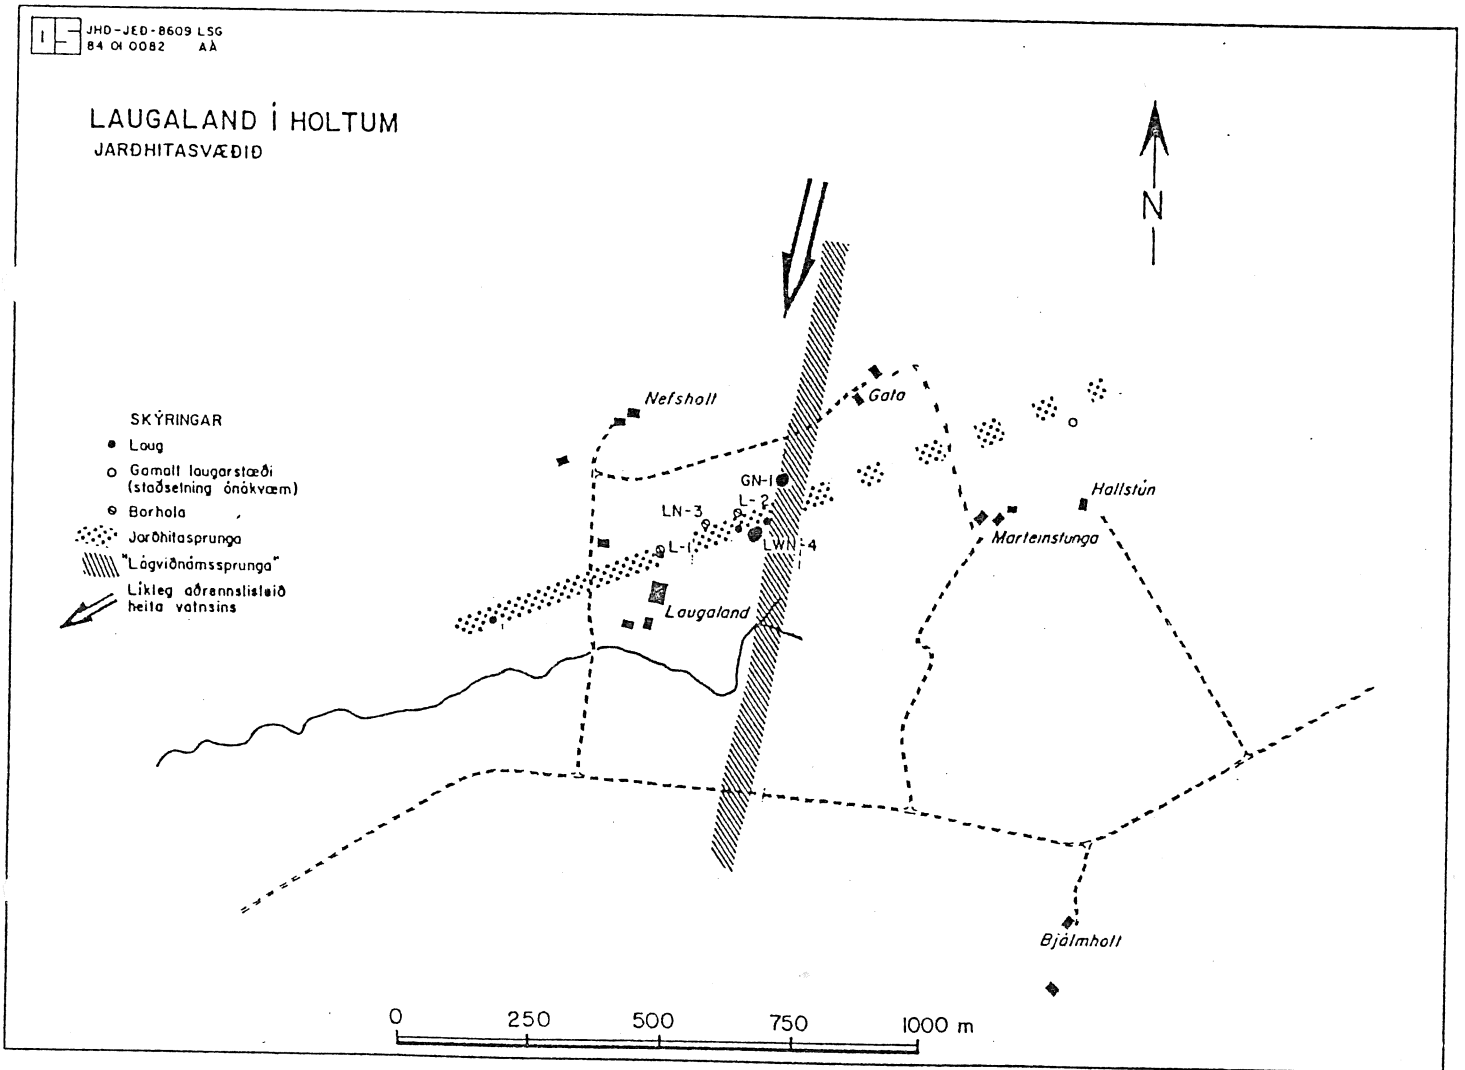 JHD-JED-8609 LSG
84 01 0082 AÁ
LAUGALAND Í HOLTUM
JARÐHITASVÆÐIÐ
N
Nefsholt
Gata
SKÝRINGAR
Laug
Gamalt laugarstæði
(staðsetning ónákvæm)
Borhola
Jarðhitasprunga
"Lágviðnámssprunga"
Líkleg aðrennslisleið
heita vatnsins
GN-1
L-2
LN-3
L-1
LWN-4
Hallstún
Marteinstunga
Laugaland
Bjálmholt
0 250 500 750 1000 m